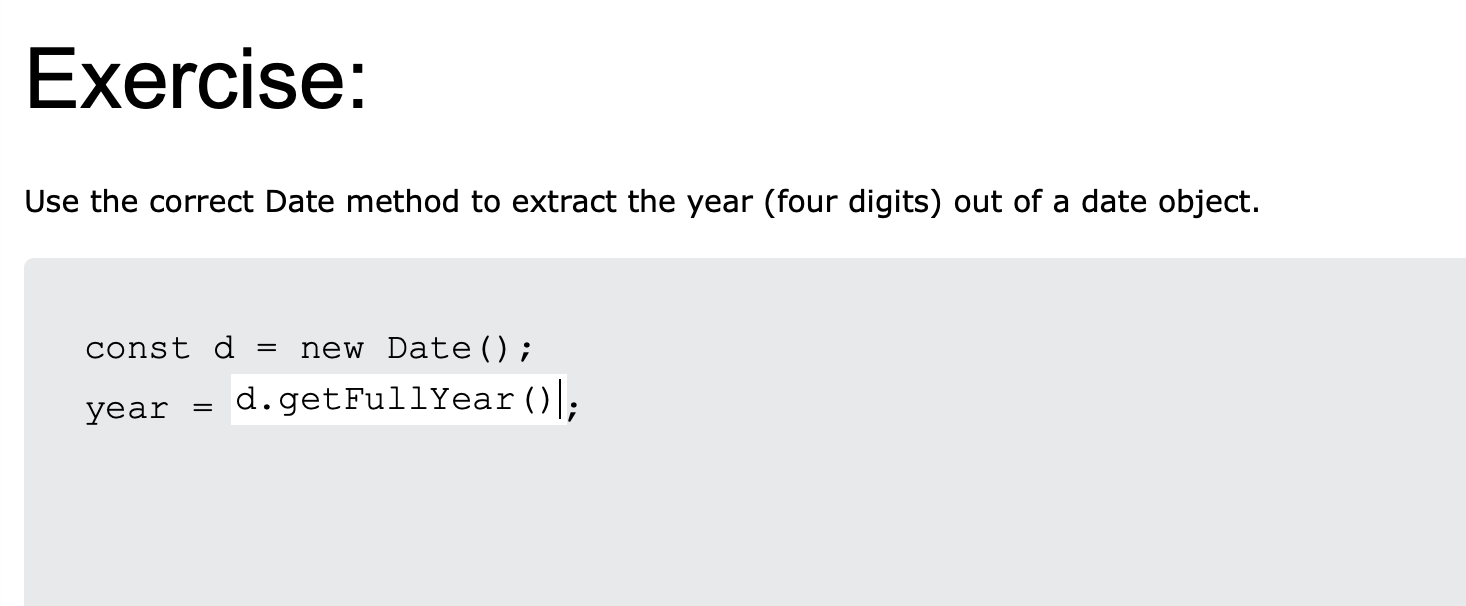 Exercise:
Use the correct Date method to extract the year (four digits) out of a date object.
const d = new Date();
year = d.getFullYear();